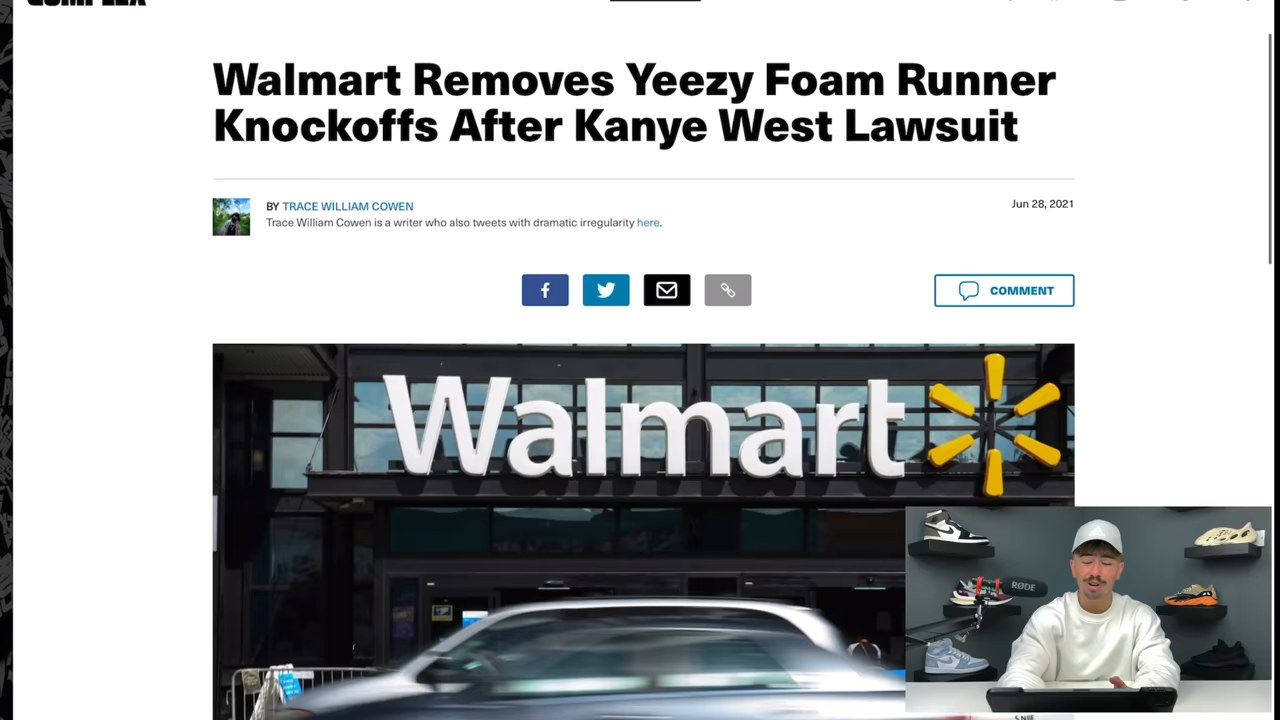 COMPLEX
Walmart Removes Yeezy Foam Runner
Knockoffs After Kanye West Lawsuit
BY TRACE WILLIAM COWEN
Jun 28, 2021
Trace William Cowen is a writer who also tweets with dramatic irregularity here.
COMMENT
Walmart
RØDE